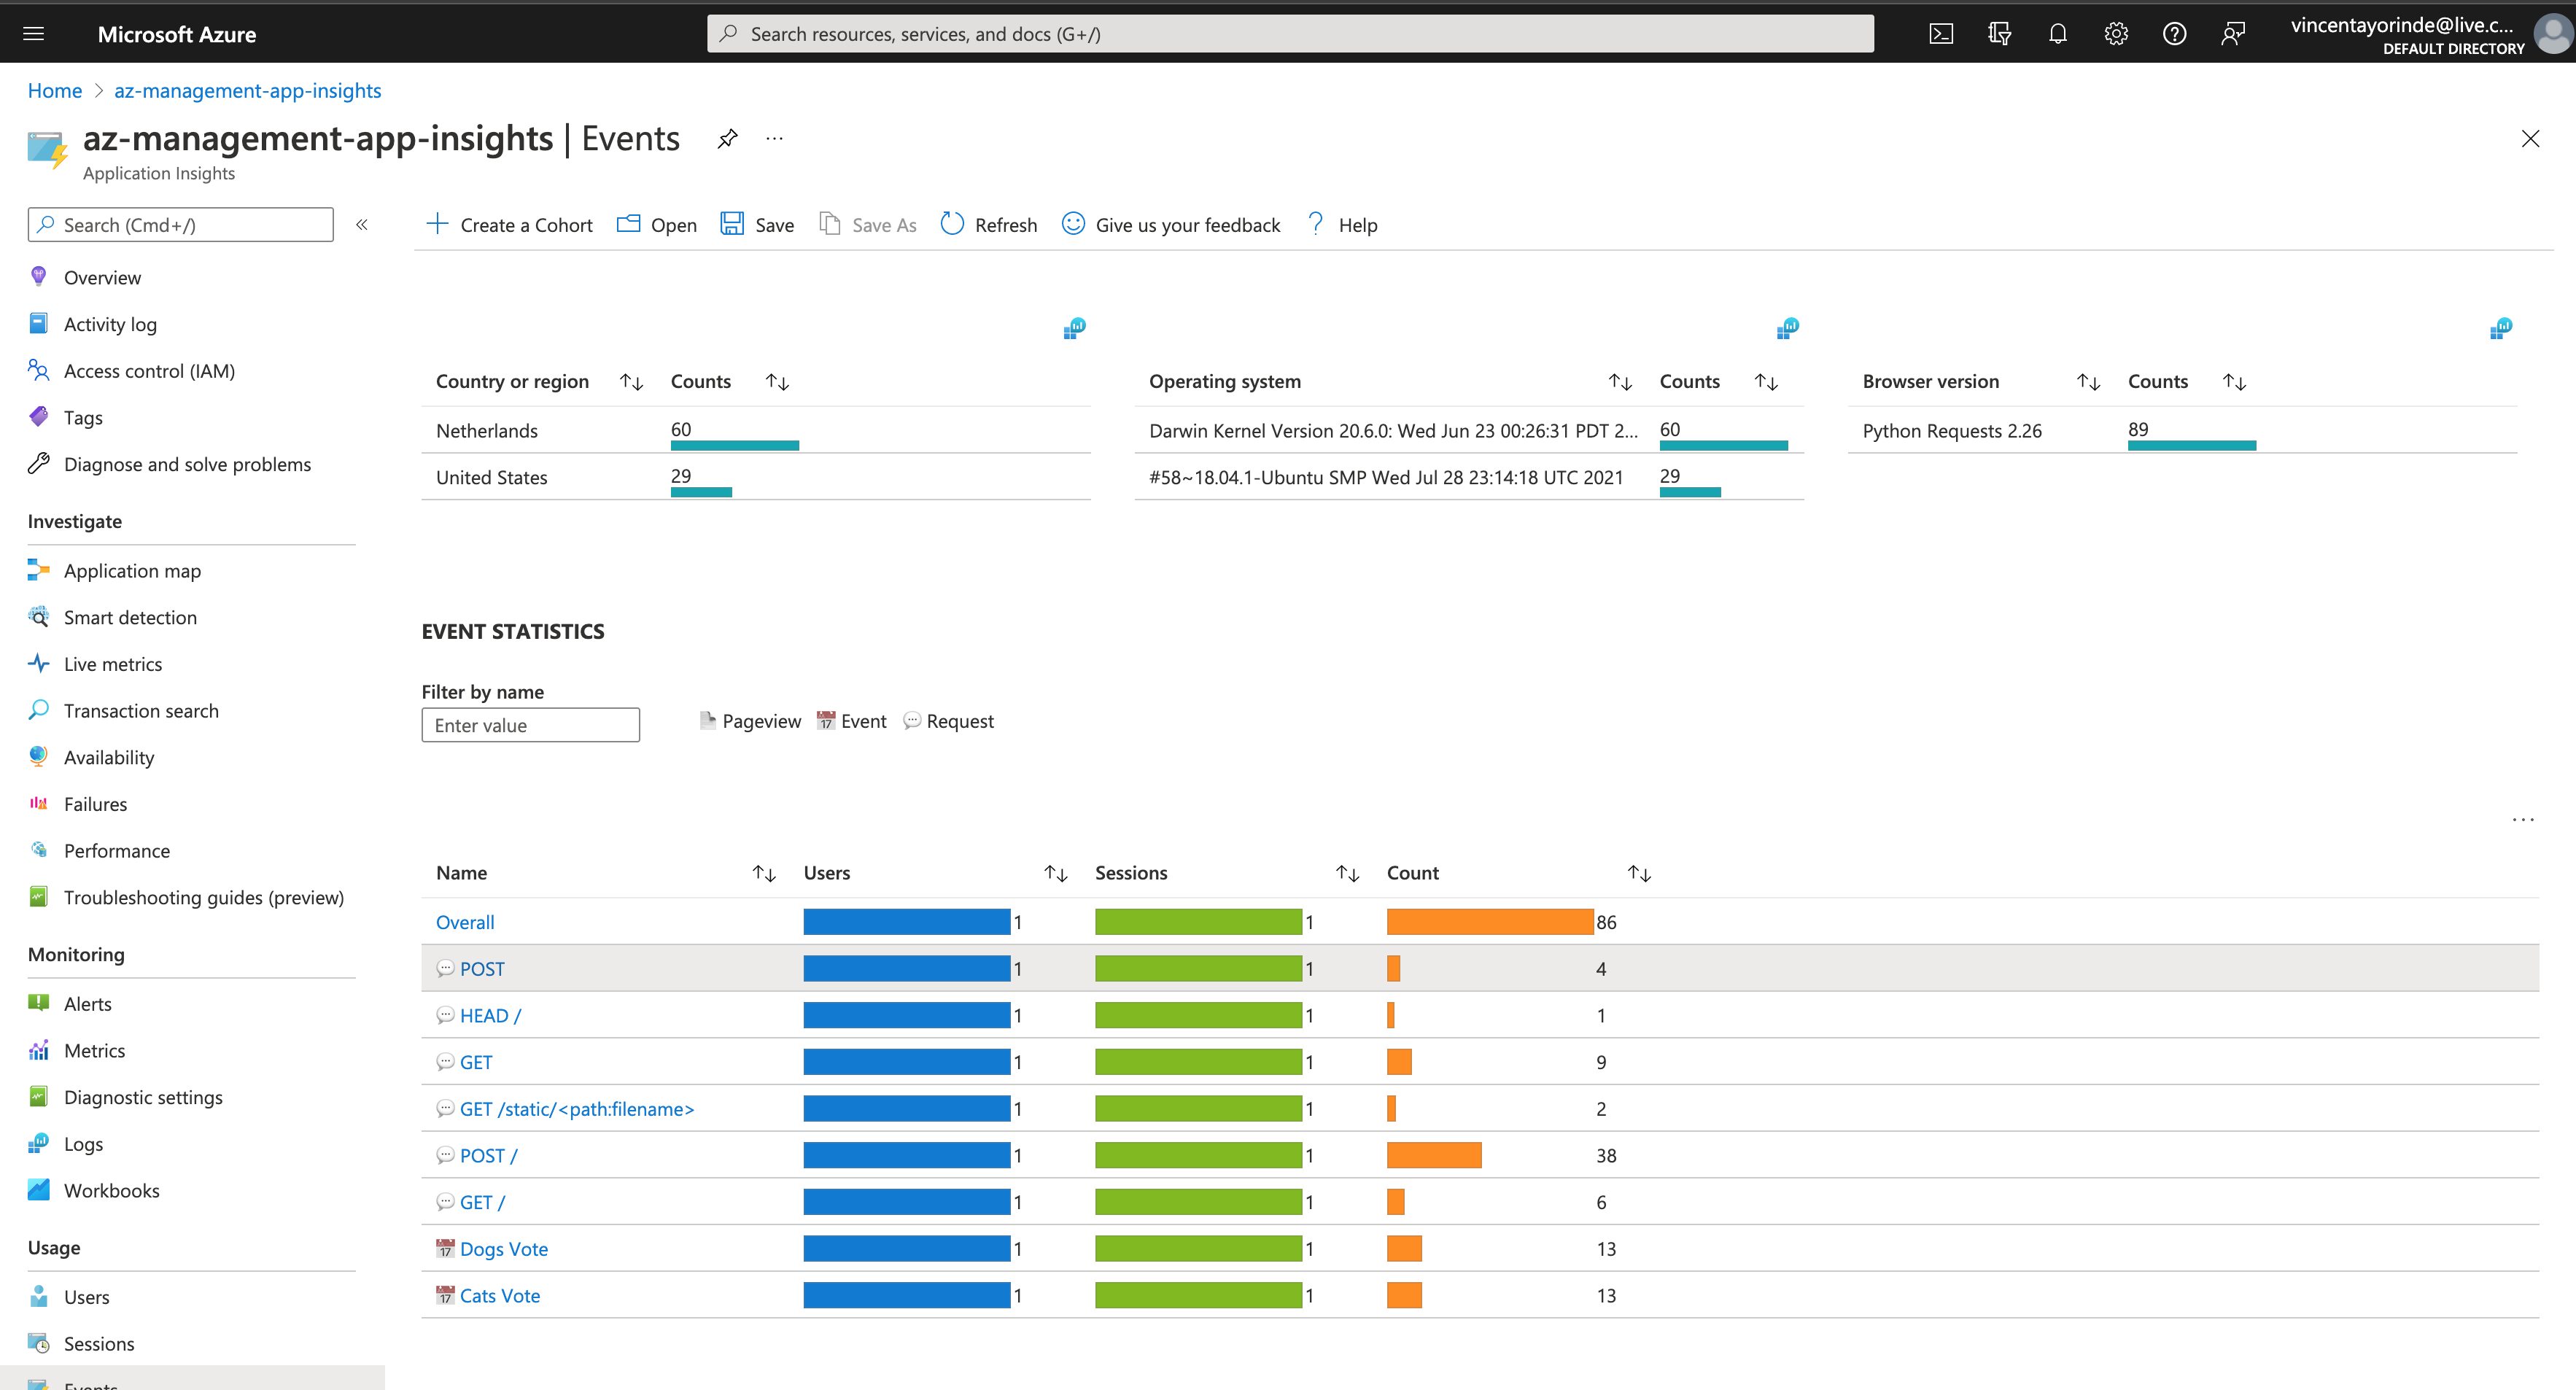 Microsoft Azure
Search resources, services, and docs (G+/)
vincentayorinde@live.c...
DEFAULT DIRECTORY
Home > az-management-app-insights
az-management-app-insights | Events ...
Application Insights
Search (Cmd+/) «
Create a Cohort Open Save Save As Refresh Give us your feedback ? Help
Overview
Activity log
Access control (IAM)
Tags
Diagnose and solve problems
Investigate
Application map
Smart detection
Live metrics
Transaction search
Availability
Failures
Performance
Troubleshooting guides (preview)
Monitoring
Alerts
Metrics
Diagnostic settings
Logs
Workbooks
Usage
Users
Sessions
Events
Country or region Counts
Netherlands 60
United States 29
Operating system Counts
Darwin Kernel Version 20.6.0: Wed Jun 23 00:26:31 PDT 2... 60
#58~18.04.1-Ubuntu SMP Wed Jul 28 23:14:18 UTC 2021 29
Browser version Counts
Python Requests 2.26 89
EVENT STATISTICS
Filter by name
Enter value
Pageview 17 Event Request
...
Name Users Sessions Count
Overall 1 1 86
POST 1 1 4
HEAD / 1 1 1
GET 1 1 9
GET /static/<path:filename> 1 1 2
POST / 1 1 38
GET / 1 1 6
17 Dogs Vote 1 1 13
17 Cats Vote 1 1 13